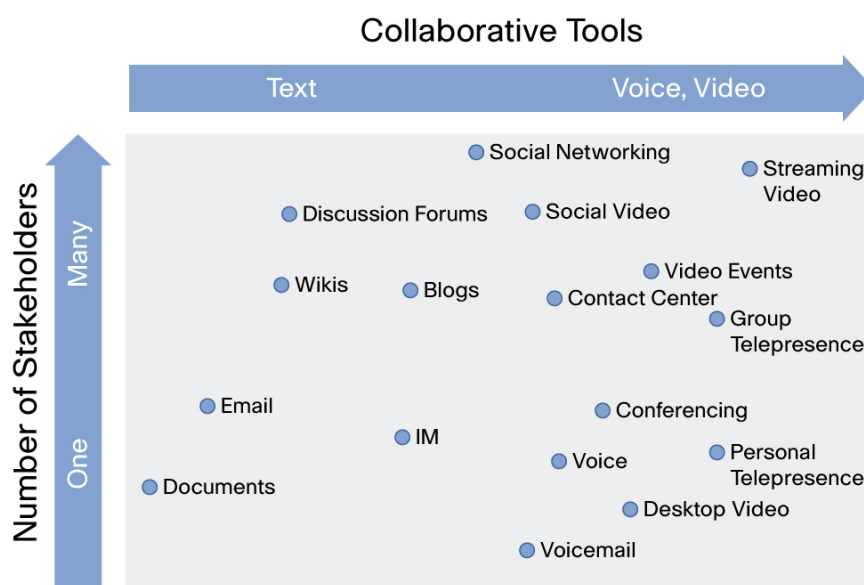 Collaborative Tools
Text
Voice, Video
Number of Stakeholders
Many
One
Social Networking
Streaming
Video
Discussion Forums
Social Video
Video Events
Wikis
Blogs
Contact Center
Group
Telepresence
Email
Conferencing
IM
Voice
Personal
Telepresence
Documents
Desktop Video
Voicemail